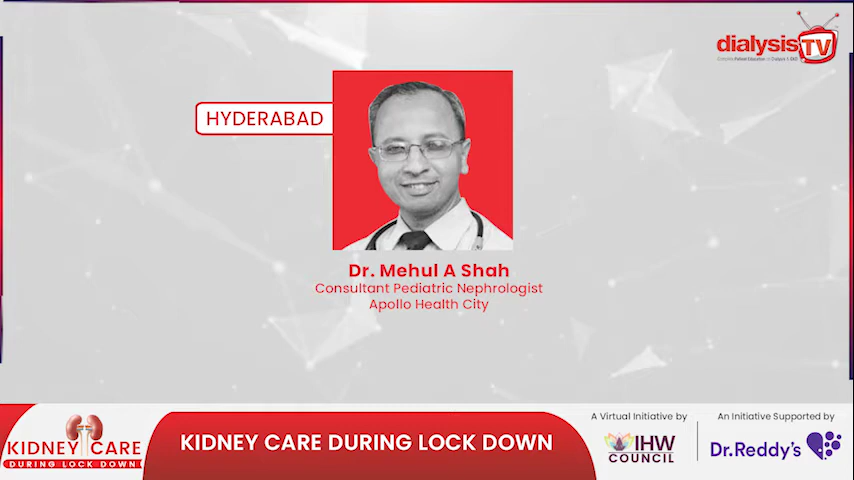 dialysisTV
HYDERABAD
Dr. Mehul A Shah
Consultant Pediatric Nephrologist
Apollo Health City
KIDNEY CARE
DURING LOCK DOWN
KIDNEY CARE DURING LOCK DOWN
A Virtual Initiative by
IHW
COUNCIL
An Initiative Supported by
Dr.Reddy's